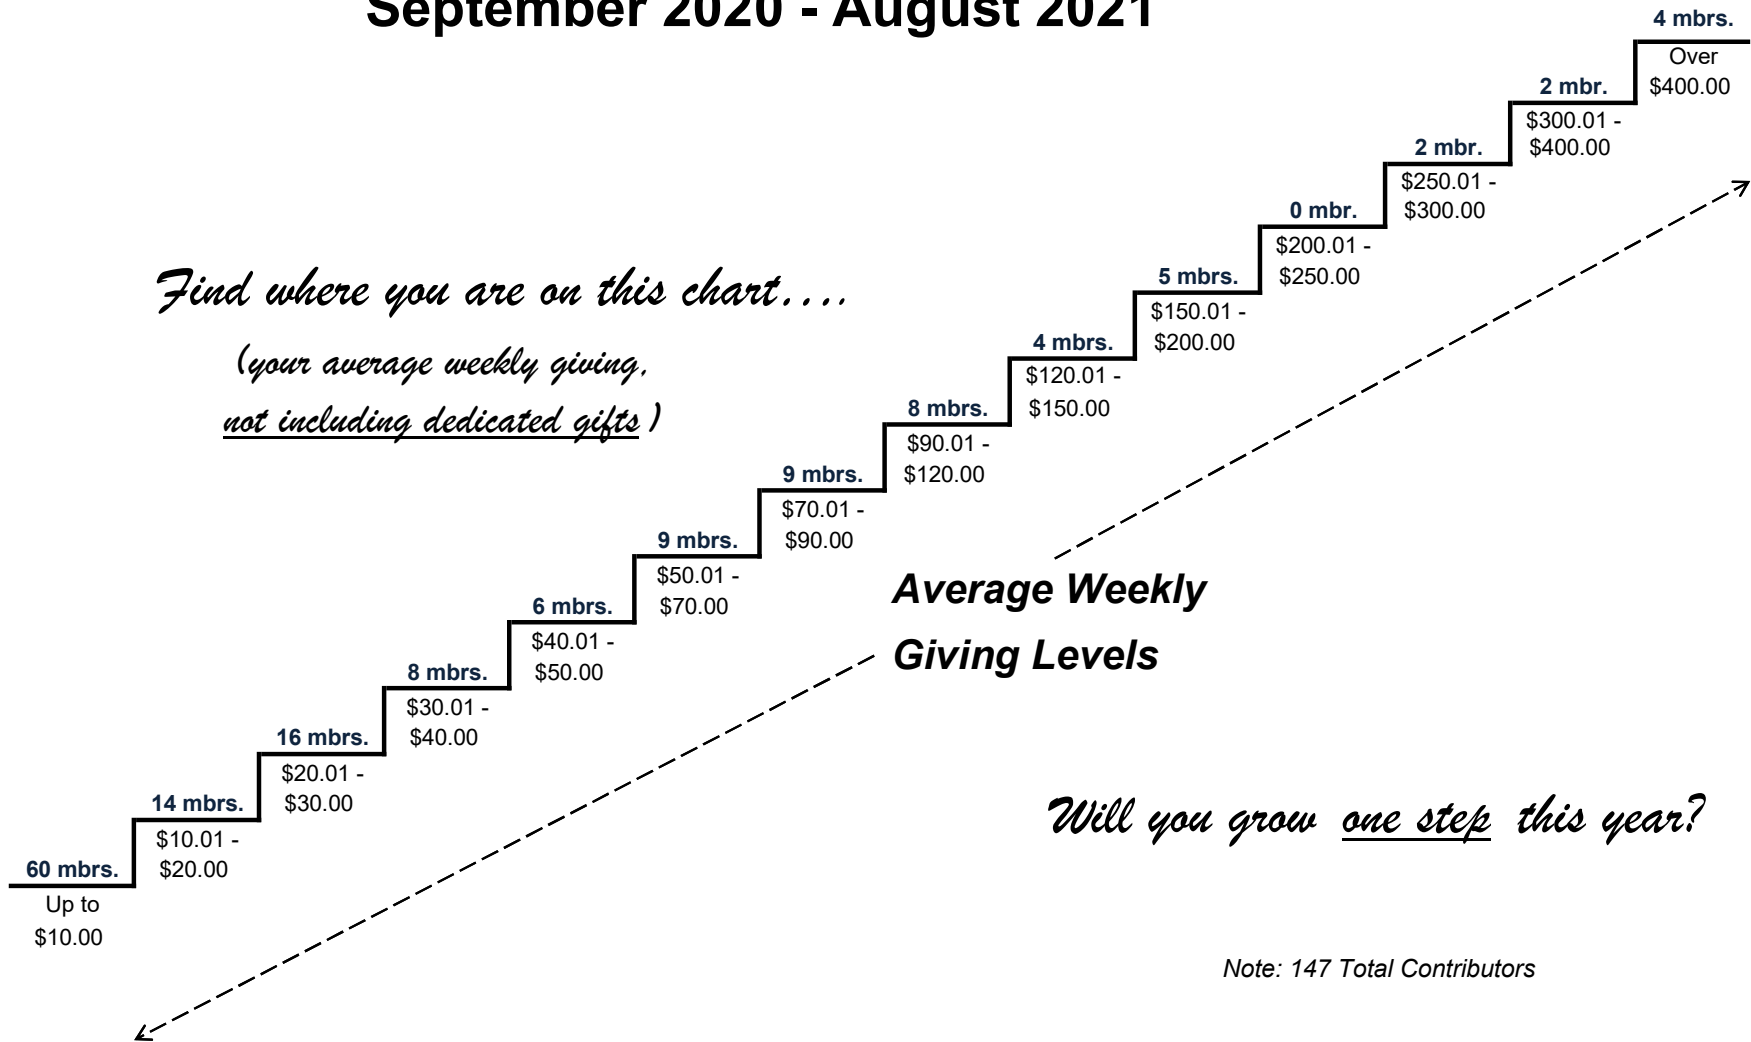 September 2020 - August 2021
4 mbrs.
Over
$400.00
2 mbr.
$300.01 -
$400.00
2 mbr.
$250.01 -
$300.00
0 mbr.
$200.01 -
$250.00
5 mbrs.
$150.01 -
$200.00
4 mbrs.
$120.01 -
$150.00
8 mbrs.
$90.01 -
$120.00
9 mbrs.
$70.01 -
$90.00
9 mbrs.
$50.01 -
$70.00
6 mbrs.
$40.01 -
$50.00
8 mbrs.
$30.01 -
$40.00
16 mbrs.
$20.01 -
$30.00
14 mbrs.
$10.01 -
$20.00
60 mbrs.
Up to
$10.00
Find where you are on this chart....
(your average weekly giving,
not including dedicated gifts)
Average Weekly
Giving Levels
Will you grow one step this year?
Note: 147 Total Contributors